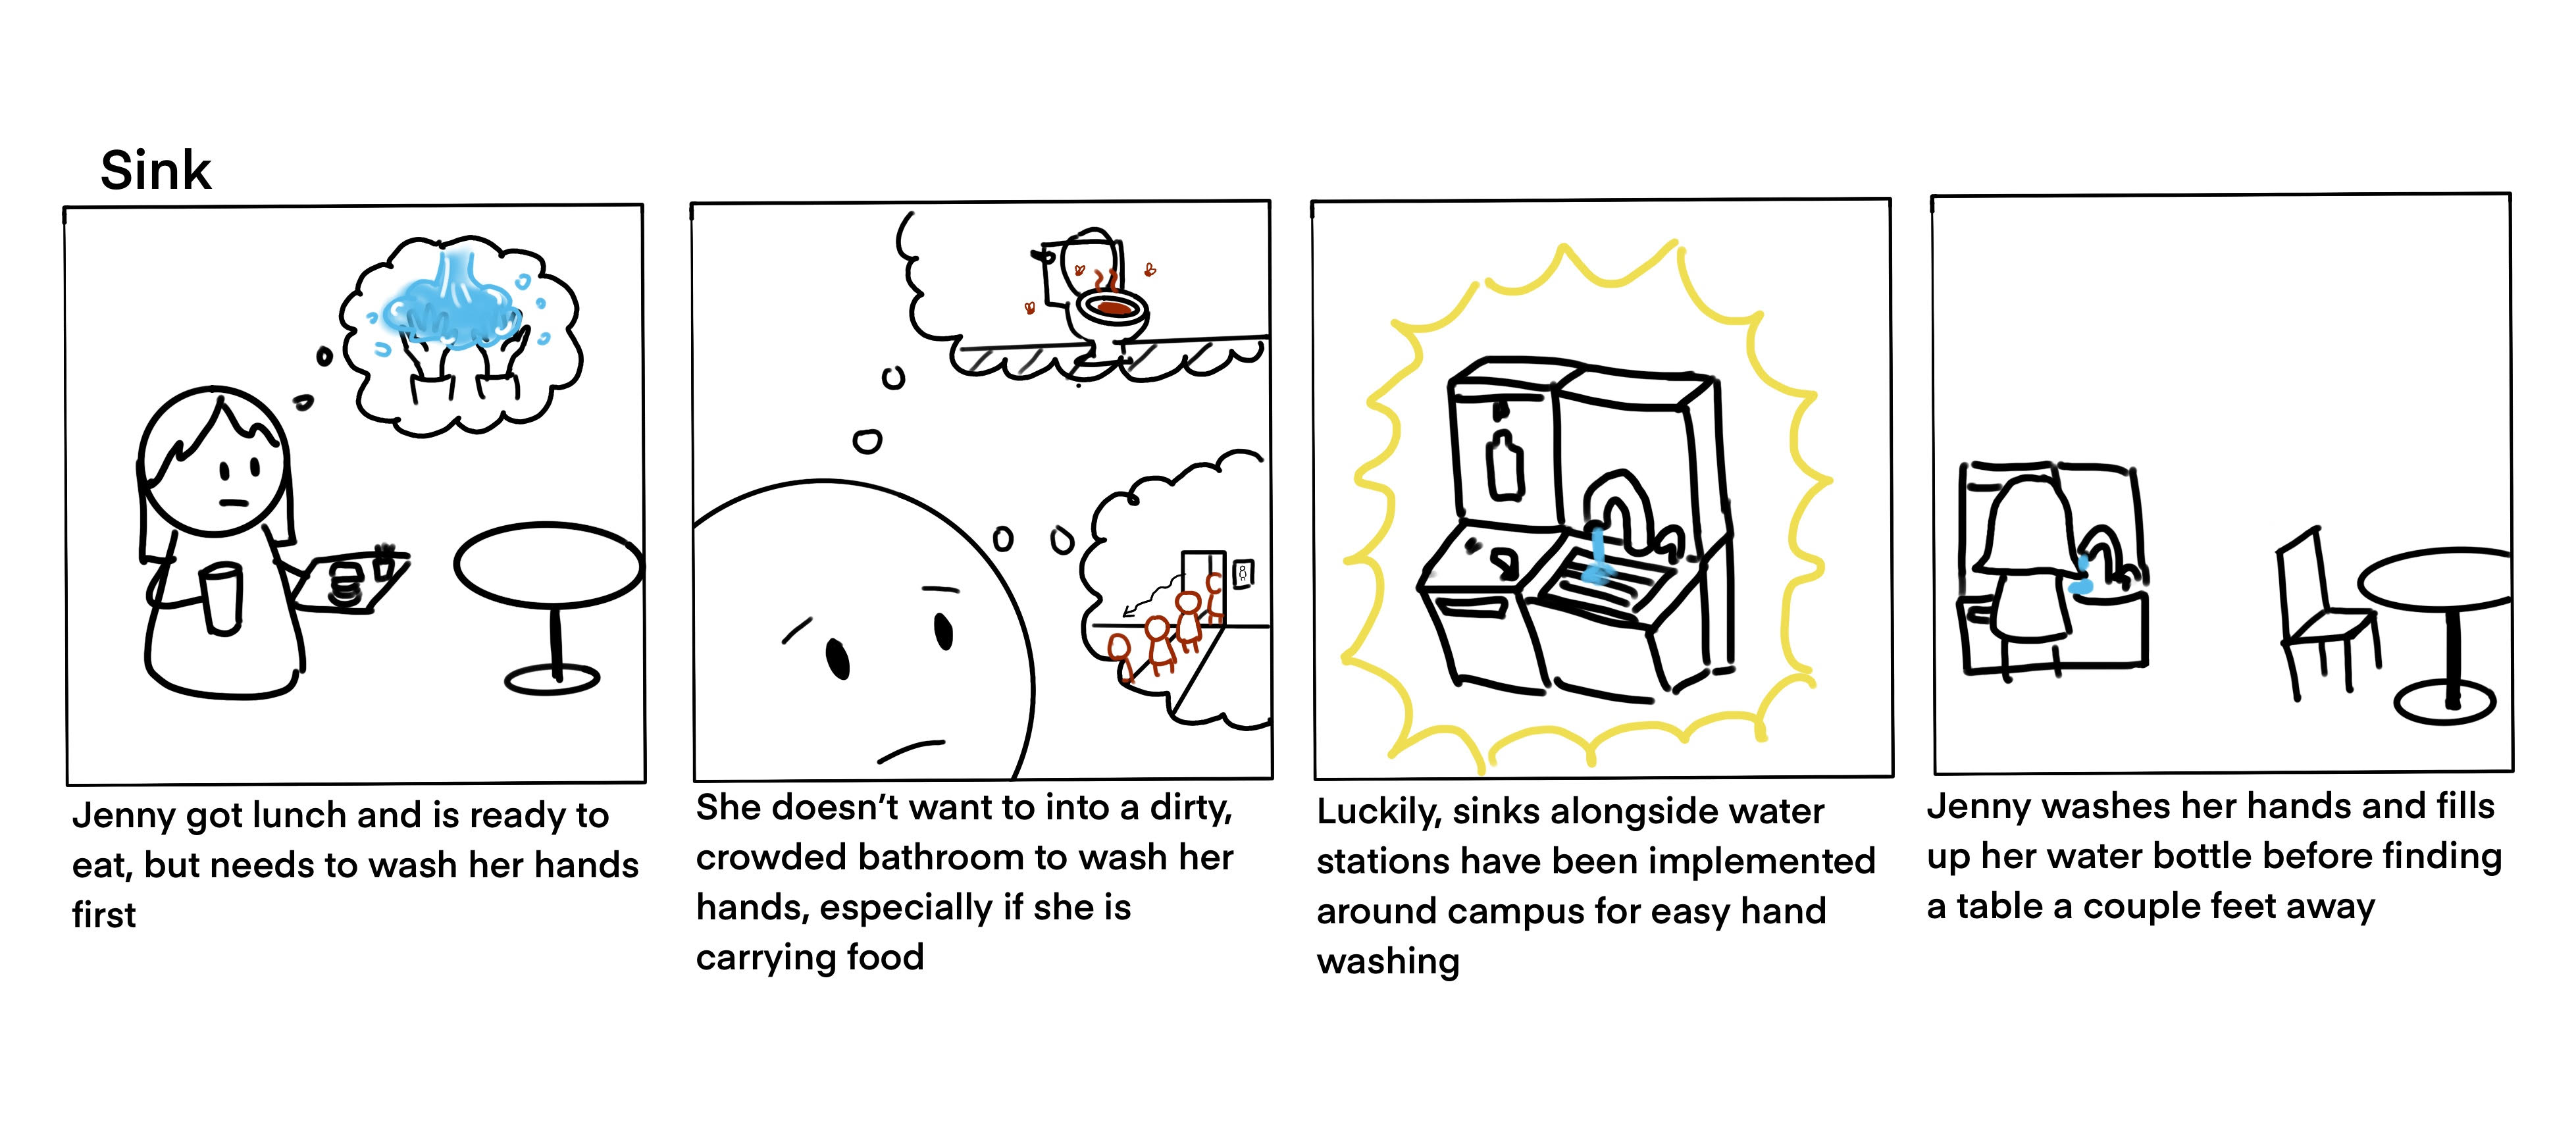 Sink
Jenny got lunch and is ready to
eat, but needs to wash her hands
first
She doesn’t want to into a dirty,
crowded bathroom to wash her
hands, especially if she is
carrying food
Luckily, sinks alongside water
stations have been implemented
around campus for easy hand
washing
Jenny washes her hands and fills
up her water bottle before finding
a table a couple feet away